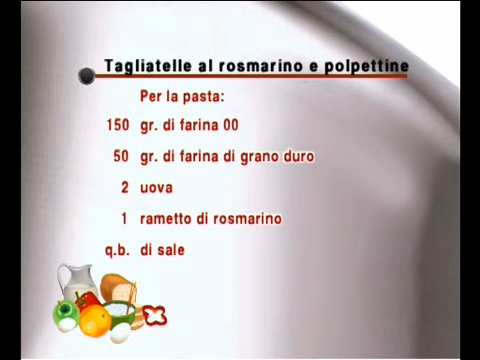 Tagliatelle al rosmarino e polpettine
Per la pasta:
150 gr. di farina 00
50 gr. di farina di grano duro
2 uova
1 rametto di rosmarino
q.b. di sale